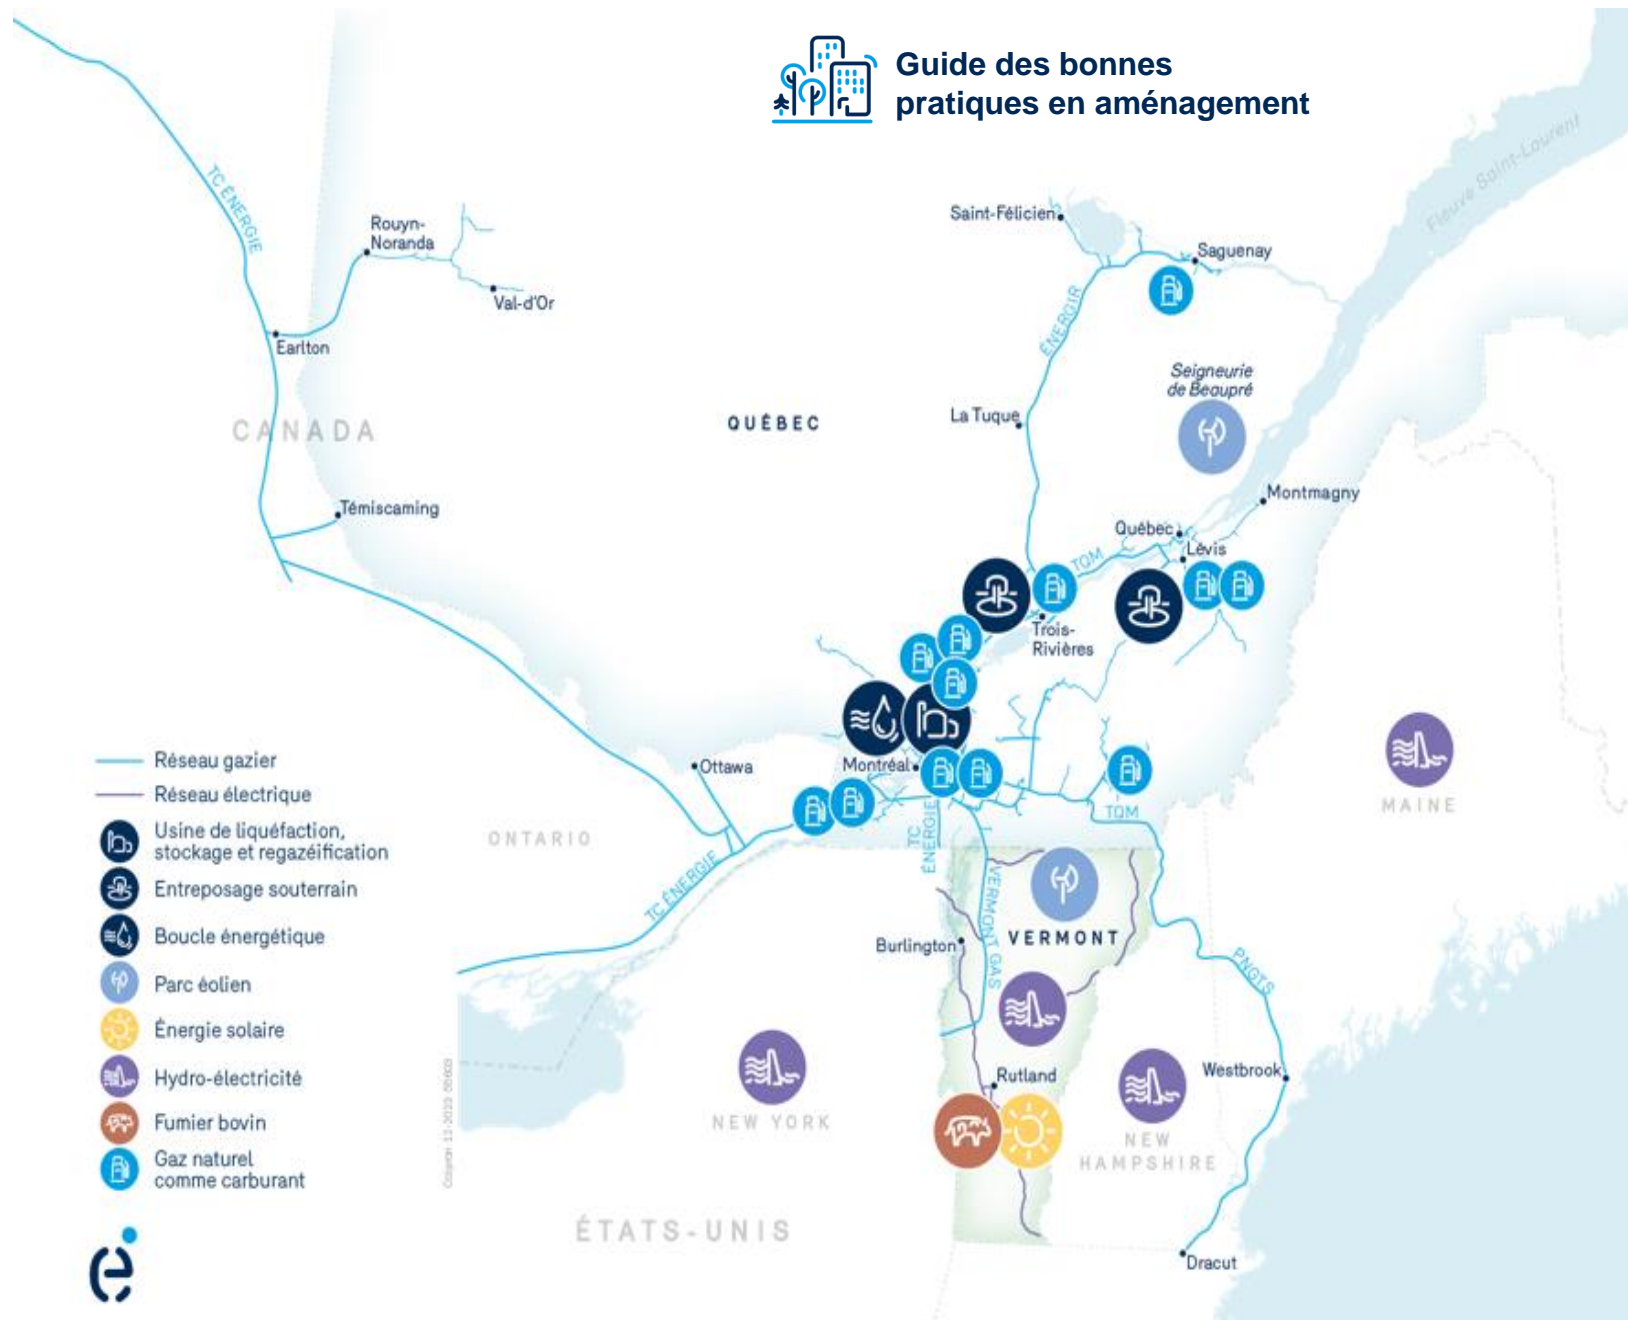 Guide des bonnes
pratiques en aménagement
Fleuve Saint-Laurent
TC ÉNERGIE
Rouyn-
Noranda
Val-d'Or
Earlton
Saint-Félicien
Saguenay
ÉNERGIR
Seigneurie
de Beaupré
CANADA
QUÉBEC
La Tuque
Témiscaming
Montmagny
Québec
Lévis
TQM
Trois-
Rivières
Ottawa
Montréal
ONTARIO
MAINE
TQM
TC
ÉNERGIE
TC ÉNERGIE
VERMONT GAS
Burlington
VERMONT
PNGTS
Rutland
Westbrook
NEW YORK
NEW
HAMPSHIRE
ÉTATS-UNIS
Dracut
Réseau gazier
Réseau électrique
Usine de liquéfaction,
stockage et regazéification
Entreposage souterrain
Boucle énergétique
Parc éolien
Énergie solaire
Hydro-électricité
Fumier bovin
Gaz naturel
comme carburant